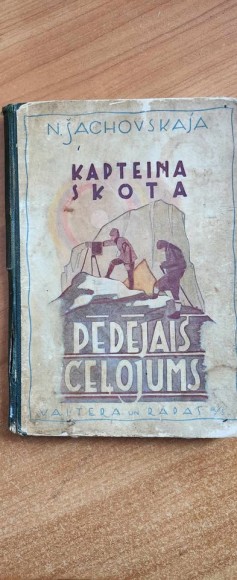 N. ŠACHOVSKAJA
KAPTEIŅA
SKOTA
PĒDĒJAIS
CEĻOJUMS
VALTERA UN RAPAS A/S